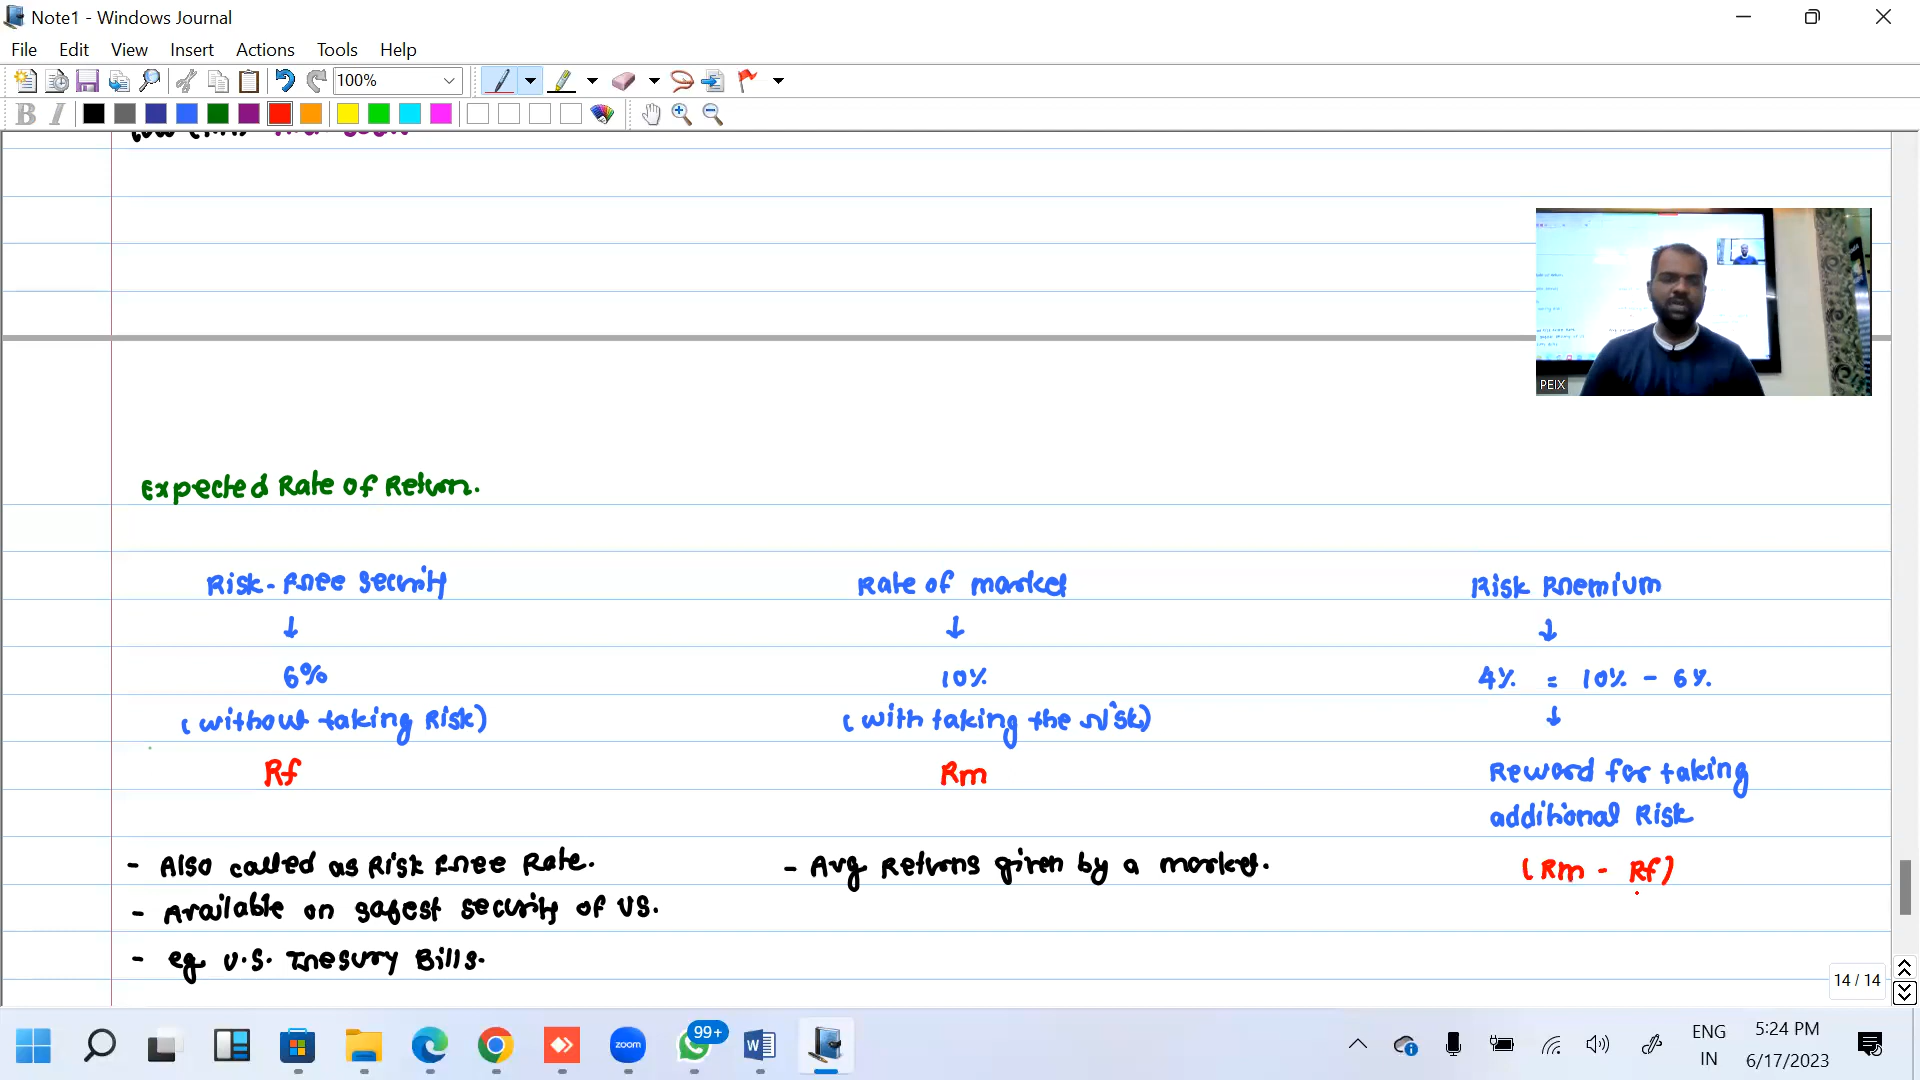 Note1 - Windows Journal
File Edit View Insert Actions Tools Help
100%
B I
PEIX
Expected Rate of Return.
Risk-Free security Rate of market Risk Premium
↓ ↓ ↓
6% 10% 4% = 10% - 6%
(without taking Risk) (with taking the risk) ↓
Rf Rm Reward for taking
additional Risk
- Also called as Risk Free Rate. - Avg Returns given by a market. (Rm - Rf)
- Available on safest security of US.
- eg U.S. Tresury Bills.
14 / 14
99+
zoom
ENG
IN
5:24 PM
6/17/2023